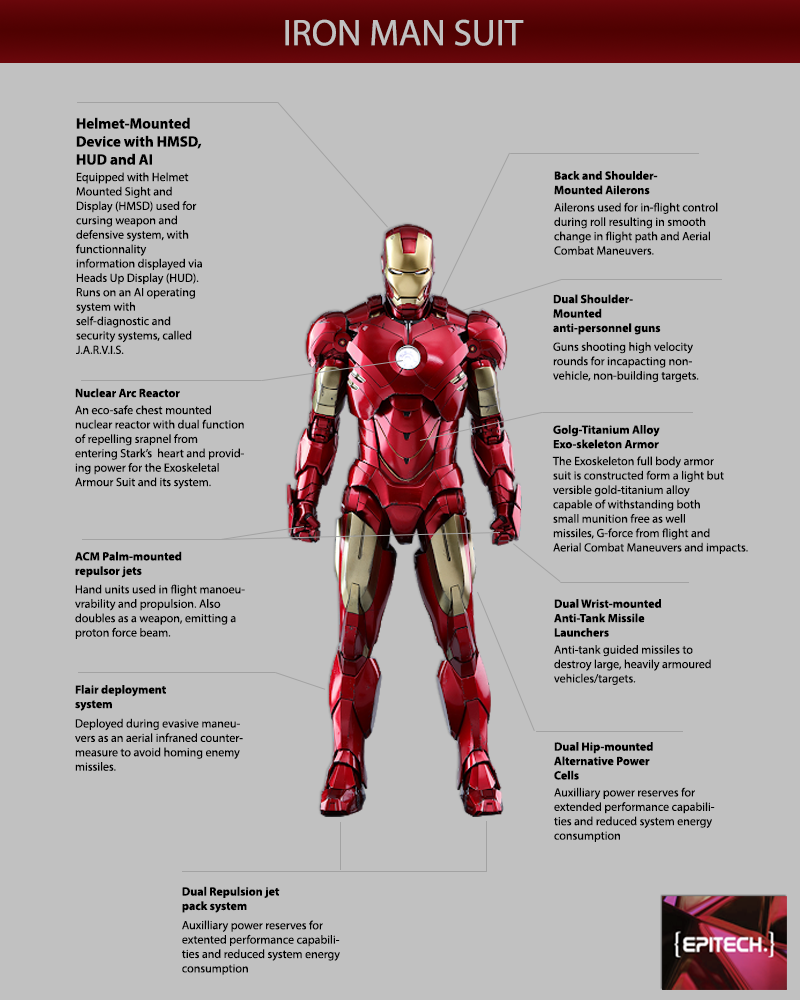 IRON MAN SUIT
Helmet-Mounted
Device with HMSD,
HUD and AI
Equipped with Helmet
Mounted Sight and
Display (HMSD) used for
cursing weapon and
defensive system, with
functionnality
information displayed via
Heads Up Display (HUD).
Runs on an AI operating
system with
self-diagnostic and
security systems, called
J.A.R.V.I.S.
Nuclear Arc Reactor
An eco-safe chest mounted
nuclear reactor with dual function
of repelling srapnel from
entering Stark's heart and provid-
ing power for the Exoskeletal
Armour Suit and its system.
ACM Palm-mounted
repulsor jets
Hand units used in flight manoeu-
vrability and propulsion. Also
doubles as a weapon, emitting a
proton force beam.
Flair deployment
system
Deployed during evasive maneu-
vers as an aerial infraned counter-
measure to avoid homing enemy
missiles.
Back and Shoulder-
Mounted Ailerons
Ailerons used for in-flight control
during roll resulting in smooth
change in flight path and Aerial
Combat Maneuvers.
Dual Shoulder-
Mounted
anti-personnel guns
Guns shooting high velocity
rounds for incapacting non-
vehicle, non-building targets.
Golg-Titanium Alloy
Exo-skeleton Armor
The Exoskeleton full body armor
suit is constructed form a light but
versible gold-titanium alloy
capable of withstanding both
small munition free as well
missiles, G-force from flight and
Aerial Combat Maneuvers and impacts.
Dual Wrist-mounted
Anti-Tank Missile
Launchers
Anti-tank guided missiles to
destroy large, heavily armoured
vehicles/targets.
Dual Hip-mounted
Alternative Power
Cells
Auxilliary power reserves for
extended performance capabili-
ties and reduced system energy
consumption
Dual Repulsion jet
pack system
Auxilliary power reserves for
extented performance capabili-
ties and reduced system energy
consumption
{EPITECH.}